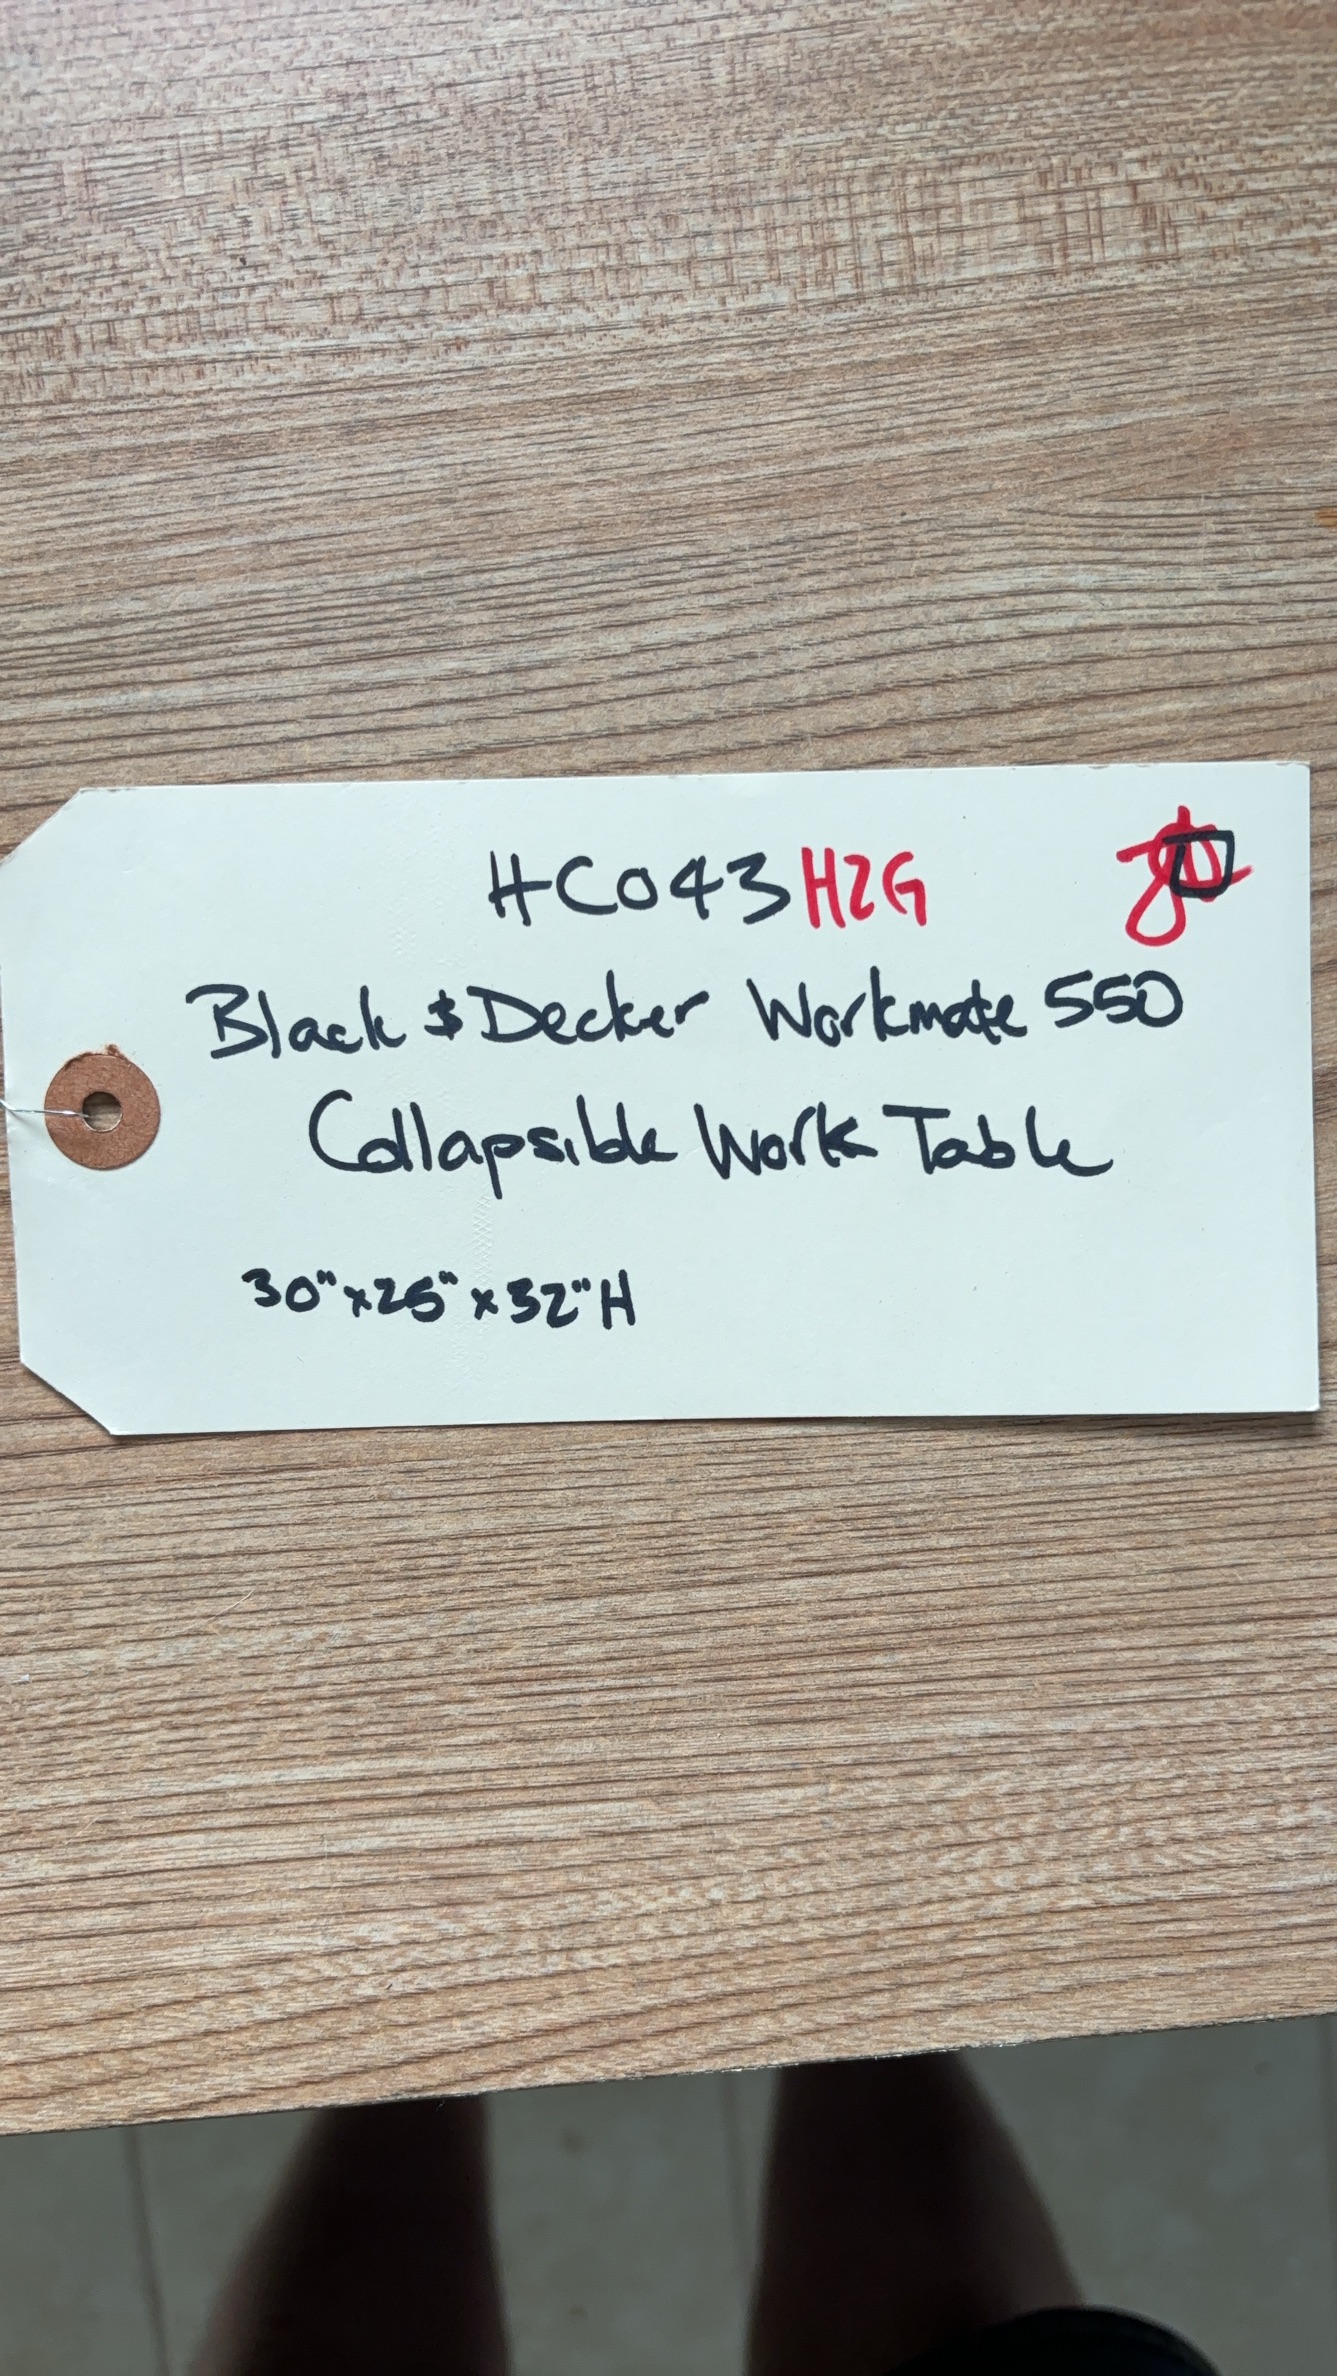 HC043 H2G
Black & Decker Workmate 550
Collapsible Work Table
30"x25"x32"H